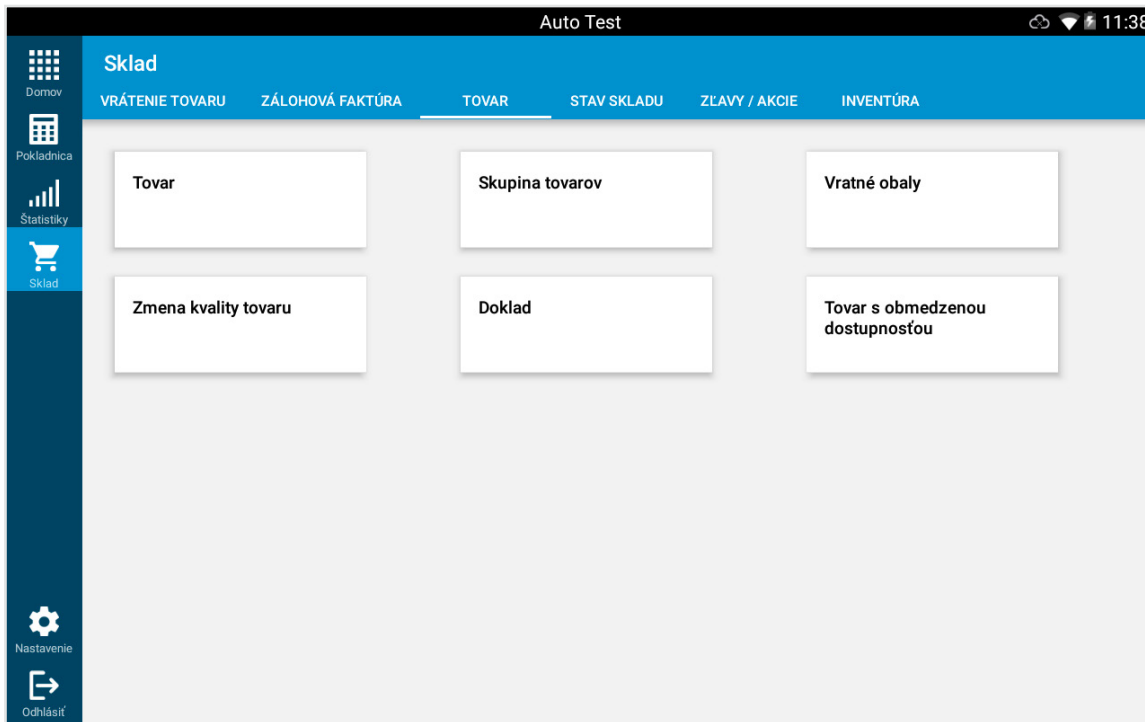 Auto Test
11:38
Domov
Pokladnica
Štatistiky
Sklad
Nastavenie
Odhlásiť
Sklad
VRÁTENIE TOVARU ZÁLOHOVÁ FAKTÚRA TOVAR STAV SKLADU ZĽAVY / AKCIE INVENTÚRA
Tovar
Skupina tovarov
Vratné obaly
Zmena kvality tovaru
Doklad
Tovar s obmedzenou
dostupnosťou